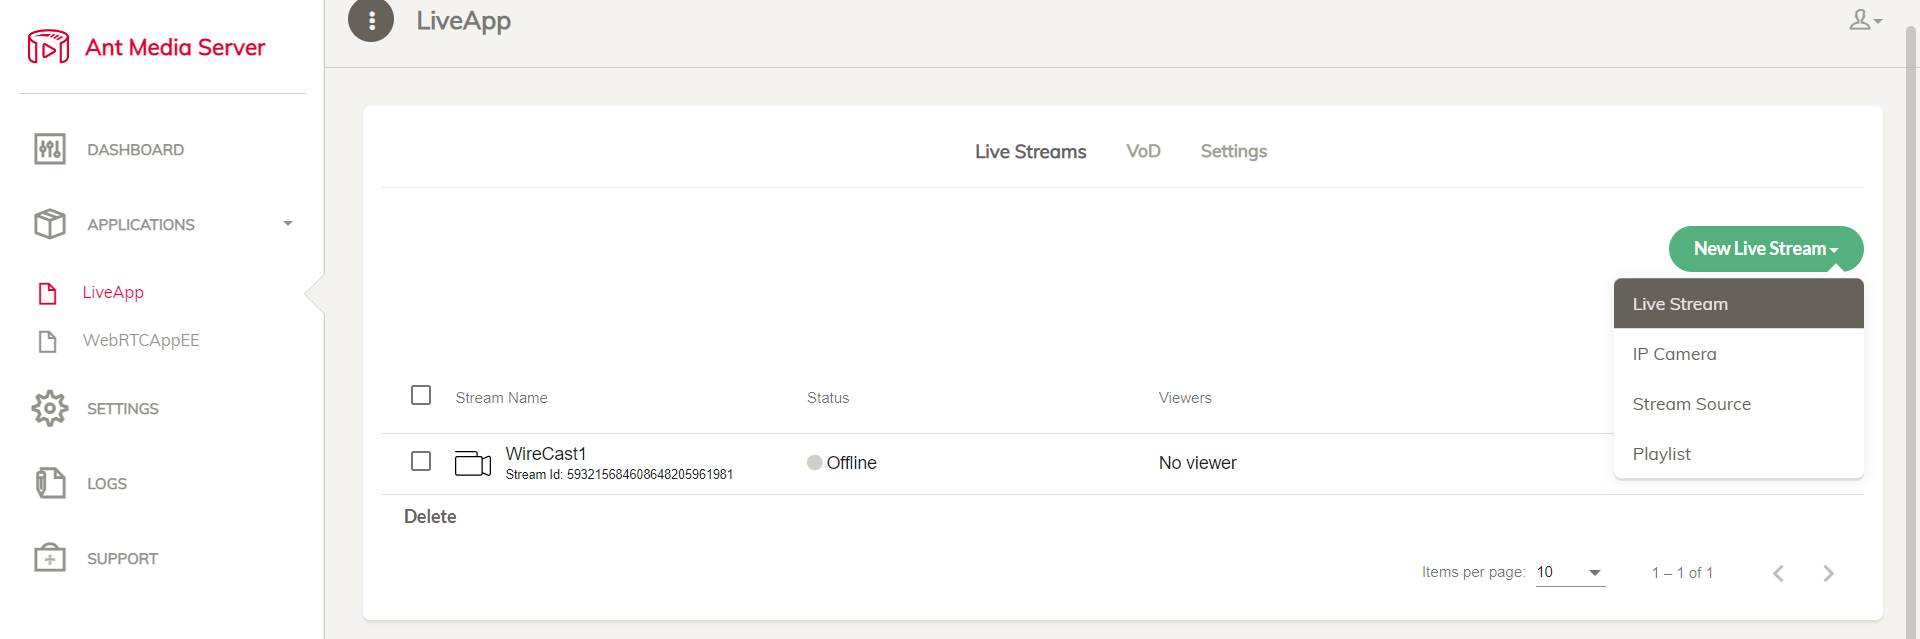 Ant Media Server
DASHBOARD
APPLICATIONS
LiveApp
WebRTCAppEE
SETTINGS
LOGS
SUPPORT
LiveApp
Live Streams VoD Settings
New Live Stream
Live Stream
IP Camera
Stream Source
Playlist
Stream Name Status Viewers
WireCast1
Stream Id: 593215684608648205961981
Offline
No viewer
Delete
Items per page: 10 1 – 1 of 1